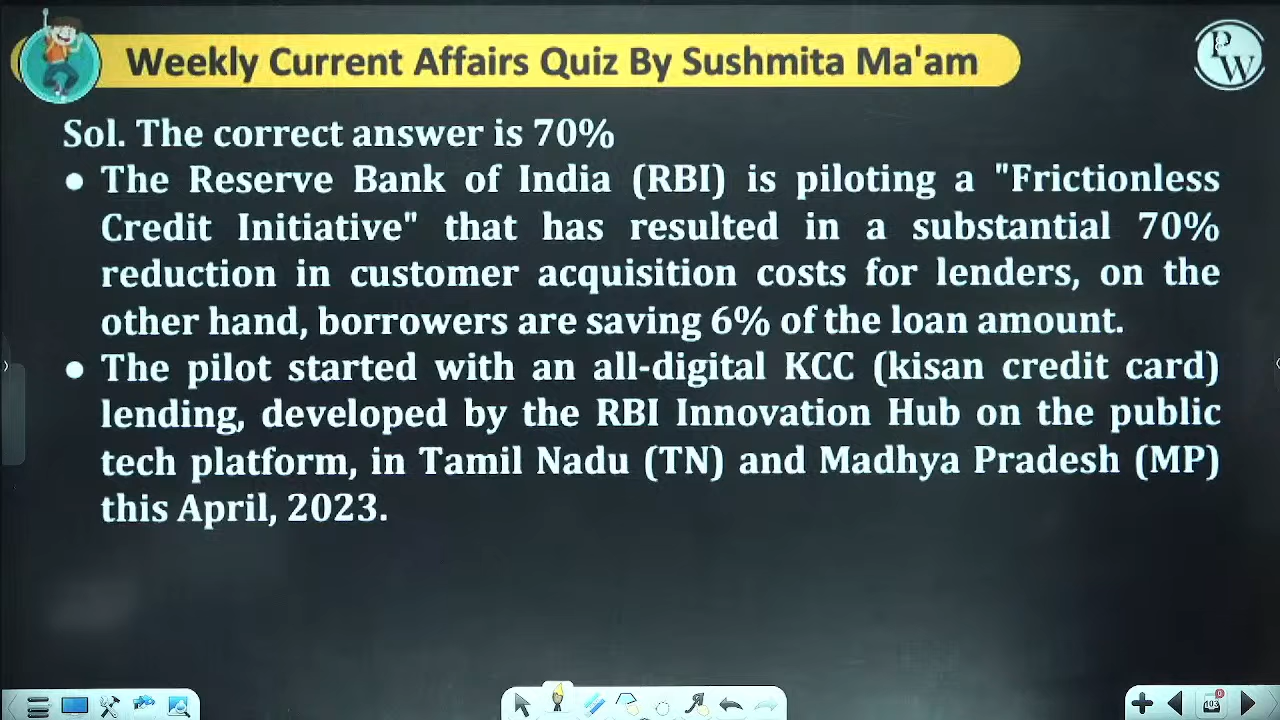 Weekly Current Affairs Quiz By Sushmita Ma'am
PW
Sol. The correct answer is 70%
● The Reserve Bank of India (RBI) is piloting a "Frictionless
Credit Initiative" that has resulted in a substantial 70%
reduction in customer acquisition costs for lenders, on the
other hand, borrowers are saving 6% of the loan amount.
● The pilot started with an all-digital KCC (kisan credit card)
lending, developed by the RBI Innovation Hub on the public
tech platform, in Tamil Nadu (TN) and Madhya Pradesh (MP)
this April, 2023.